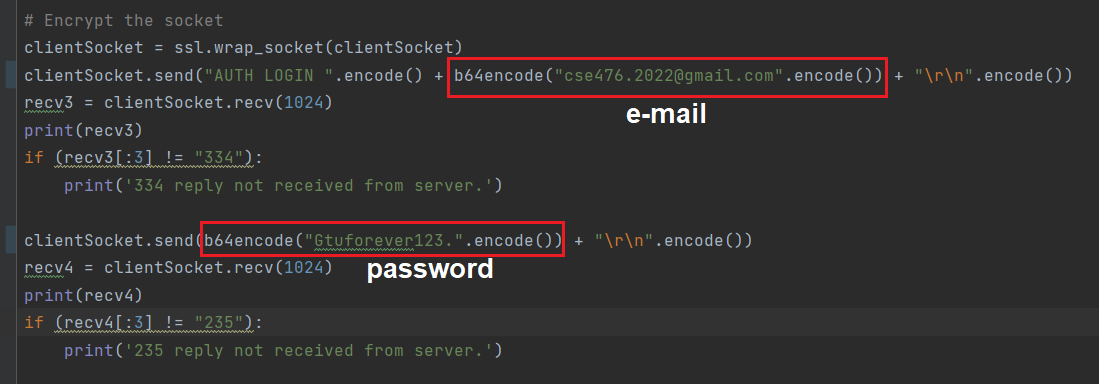 # Encrypt the socket
clientSocket = ssl.wrap_socket(clientSocket)
clientSocket.send("AUTH LOGIN ".encode() + b64encode("cse476.2022@gmail.com".encode()) + "\r\n".encode())
recv3 = clientSocket.recv(1024)
e-mail
print(recv3)
if (recv3[:3] != "334"):
    print('334 reply not received from server.')
clientSocket.send(b64encode("Gtuforever123.".encode()) + "\r\n".encode())
recv4 = clientSocket.recv(1024)
password
print(recv4)
if (recv4[:3] != "235"):
    print('235 reply not received from server.')